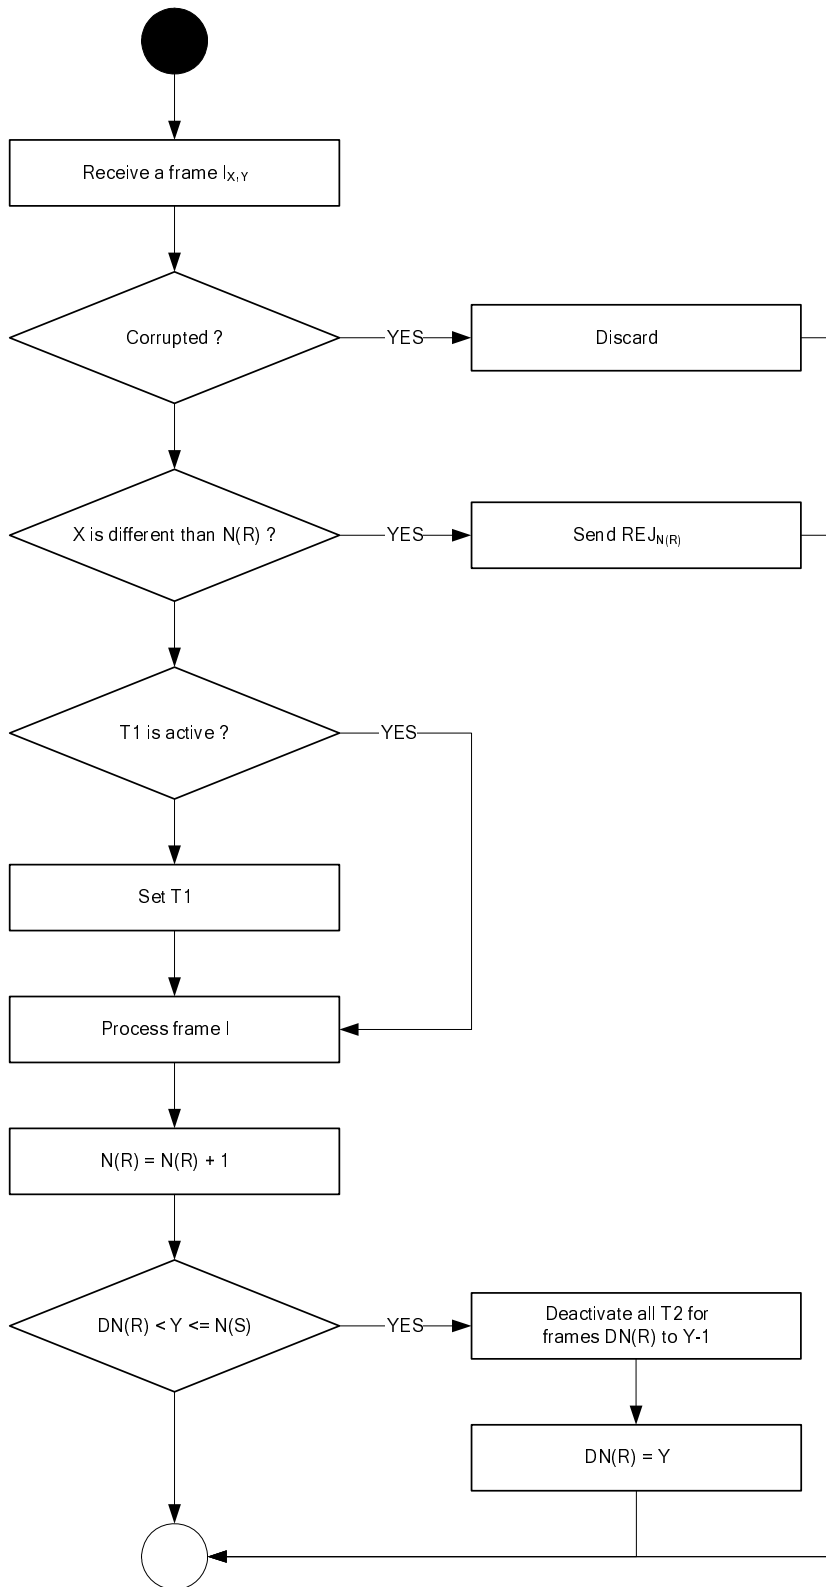 Receive a frame I X,Y
Corrupted ?
YES
Discard
X is different than N(R) ?
YES
Send REJ N(R)
T1 is active ?
YES
Set T1
Process frame I
N(R) = N(R) + 1
DN(R) < Y <= N(S)
YES
Deactivate all T2 for
frames DN(R) to Y-1
DN(R) = Y